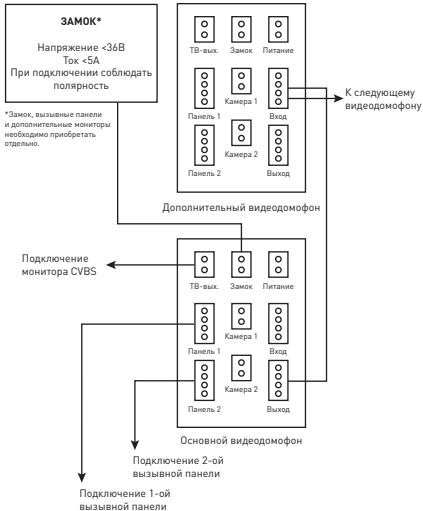 ЗАМОК*
Напряжение <36В
Ток <5А
При подключении соблюдать
полярность
*Замок, вызывные панели
и дополнительные мониторы
необходимо приобретать
отдельно.
ТВ-вых. Замок Питание
Камера 1
Панель 1 Вход
Камера 2
Панель 2 Выход
К следующему
видеодомофону
Дополнительный видеодомофон
Подключение
монитора CVBS
ТВ-вых. Замок Питание
Камера 1
Панель 1 Вход
Камера 2
Панель 2 Выход
Основной видеодомофон
Подключение 2-ой
вызывной панели
Подключение 1-ой
вызывной панели